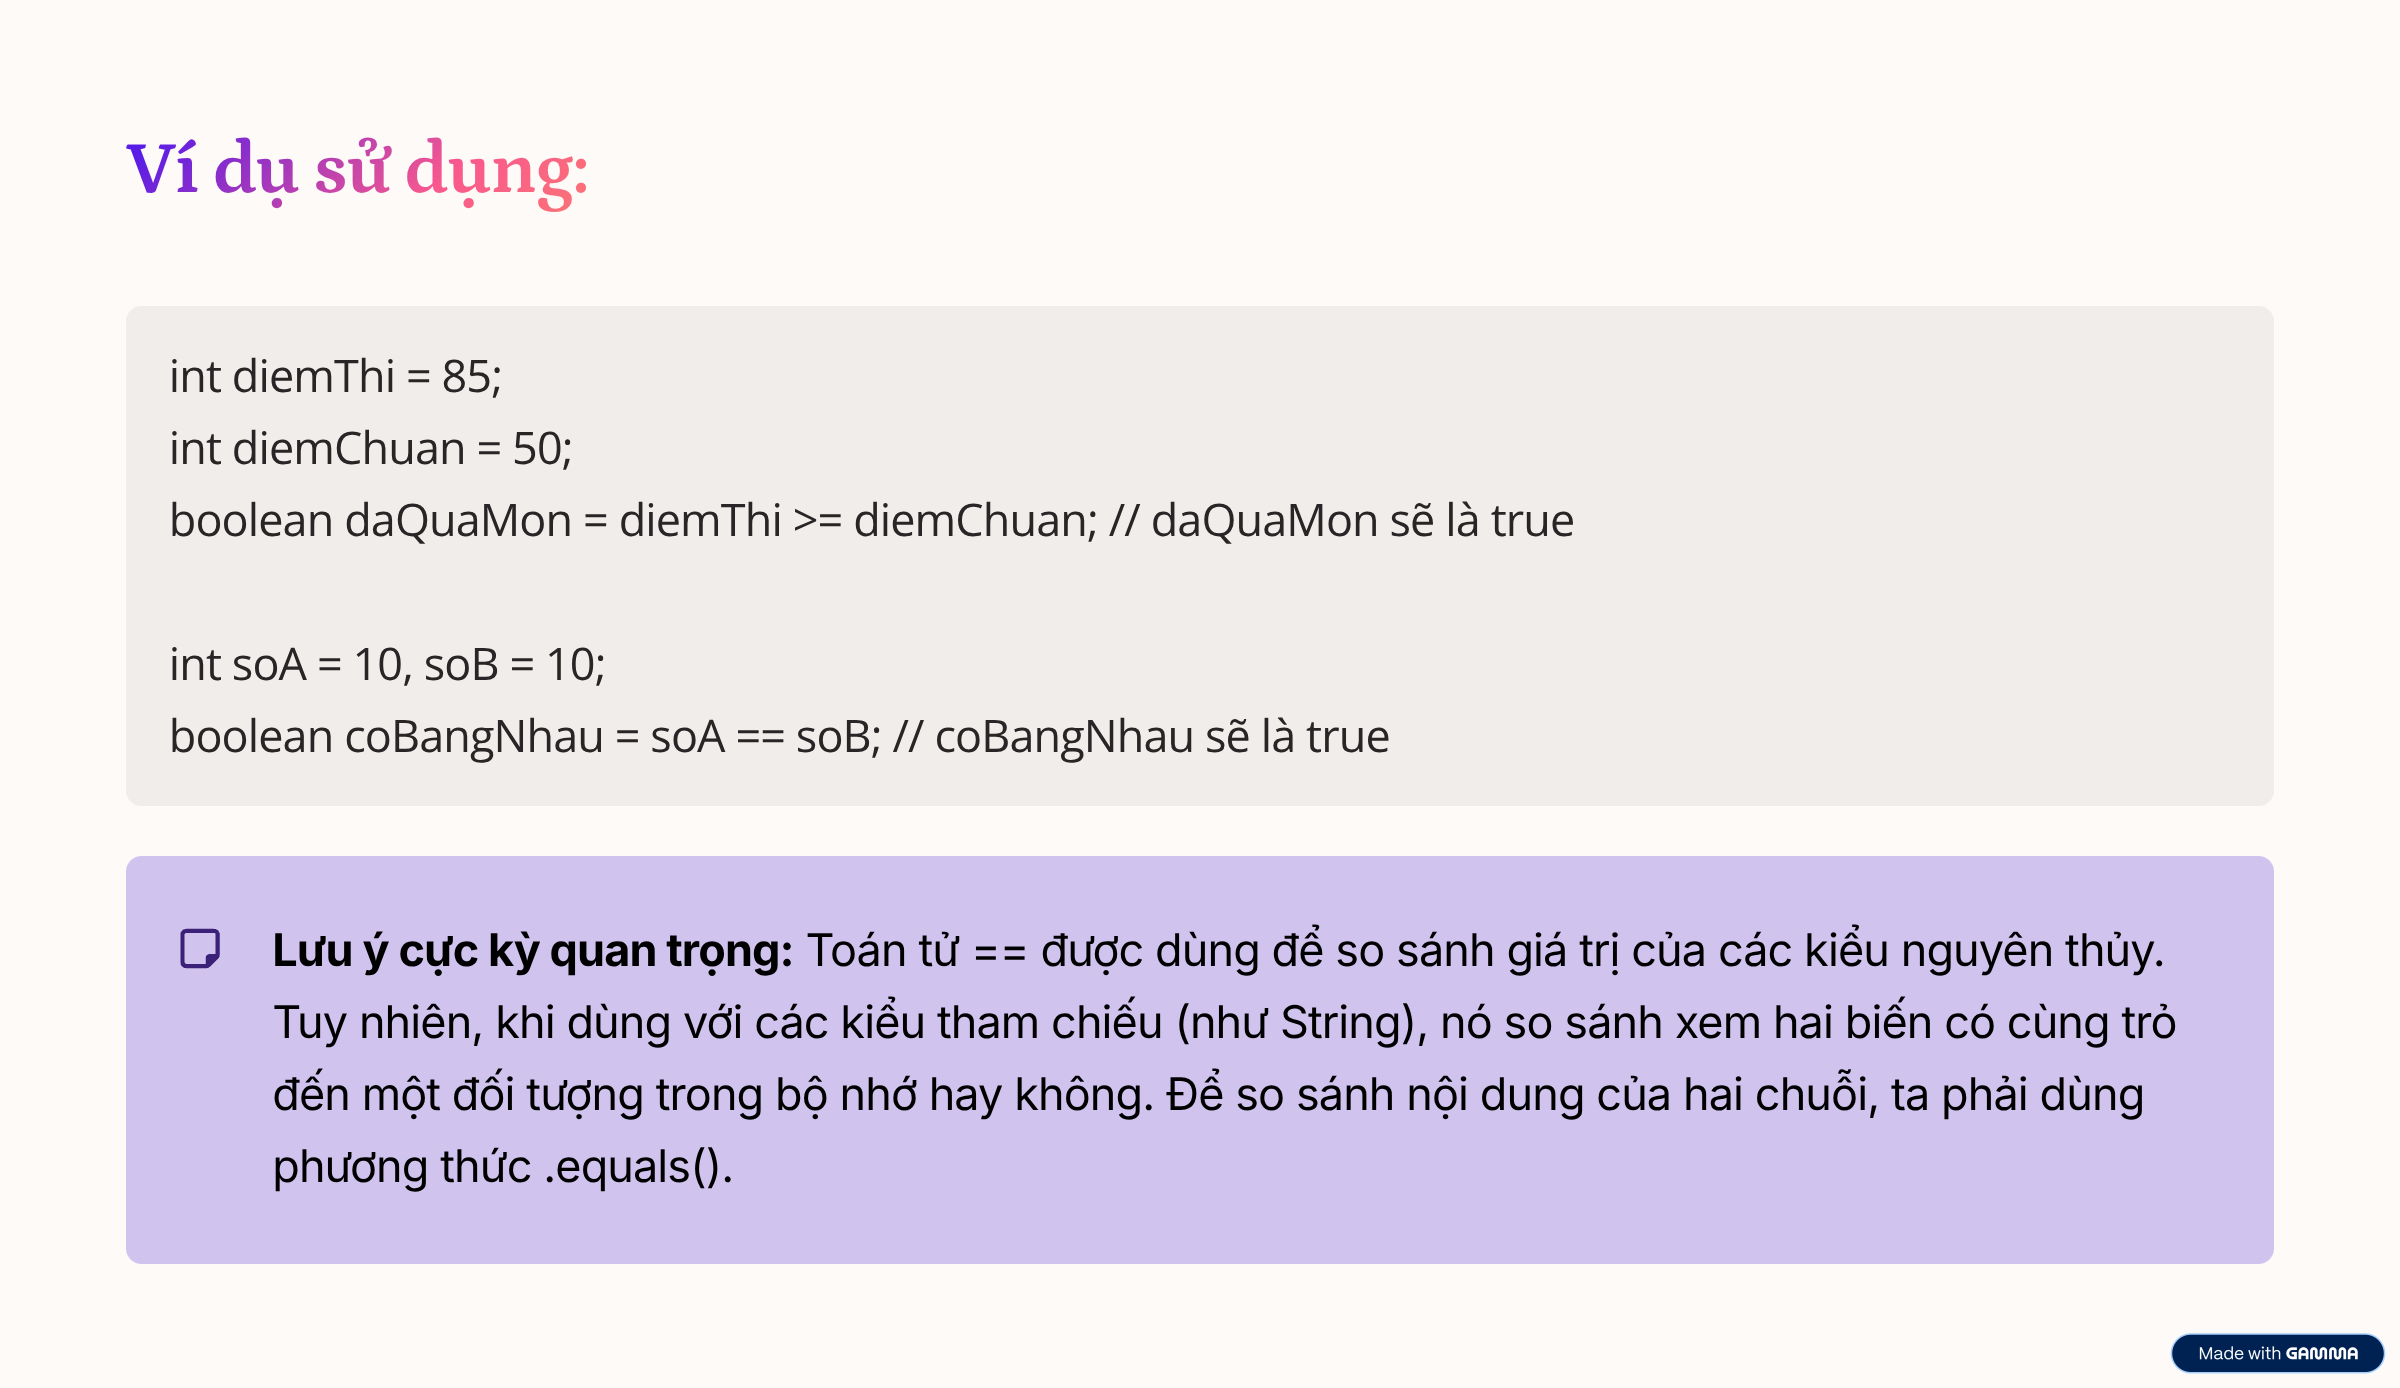 Ví dụ sử dụng:
int diemThi = 85;
int diemChuan = 50;
boolean daQuaMon = diemThi >= diemChuan; // daQuaMon sẽ là true
int soA = 10, soB = 10;
boolean coBangNhau = soA == soB; // coBangNhau sẽ là true
Lưu ý cực kỳ quan trọng: Toán tử == được dùng để so sánh giá trị của các kiểu nguyên thủy.
Tuy nhiên, khi dùng với các kiểu tham chiếu (như String), nó so sánh xem hai biến có cùng trỏ
đến một đối tượng trong bộ nhớ hay không. Để so sánh nội dung của hai chuỗi, ta phải dùng
phương thức .equals().
Made with GAMMA